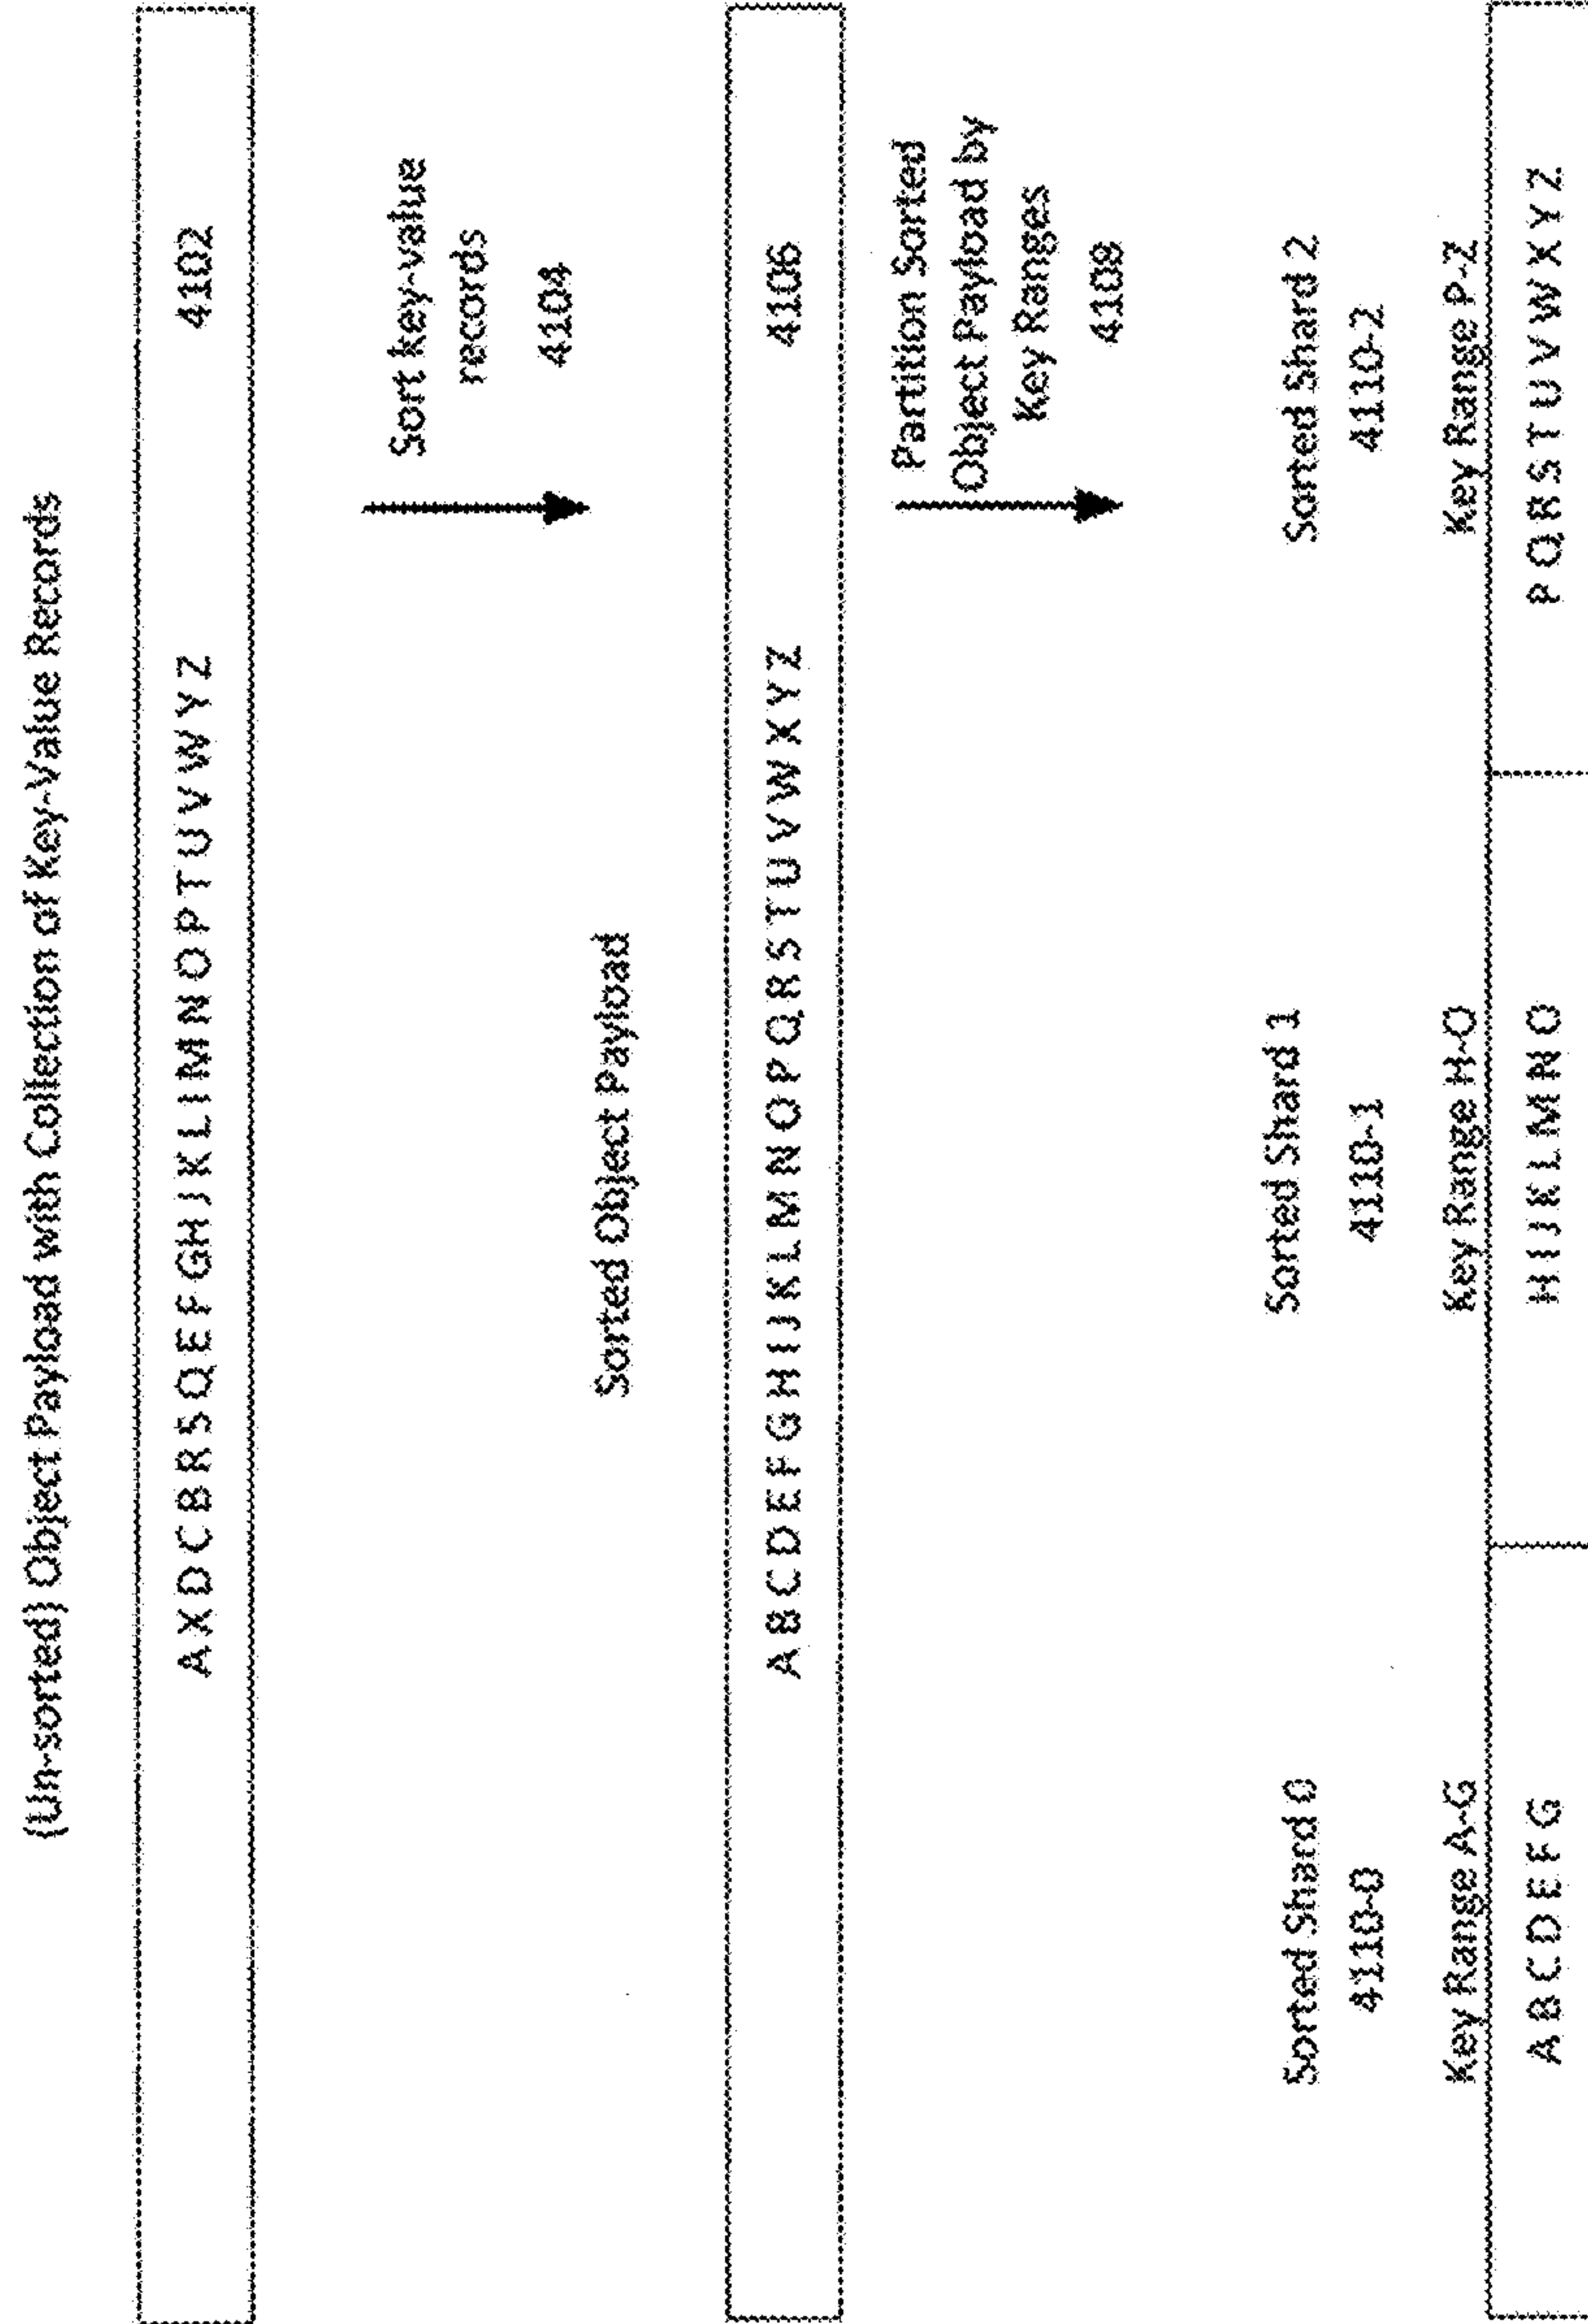 (Un-sorted) Object Payload with Collection of Key-Value Records
A X D C B R S Q E F G H J K L I M N O P T U V W Y Z
4102
Sort key-value
records
4104
Sorted Object Payload
A B C D E F G H I J K L M N O P Q R S T U V W X Y Z
4106
Partition Sorted
Object Payload by
Key Ranges
4108
Sorted Shard 0
4110-0
Key Range A-G
A B C D E F G
Sorted Shard 1
4110-1
Key Range H-O
H I J K L M N O
Sorted Shard 2
4110-2
Key Range P-Z
P Q R S T U V W X Y Z